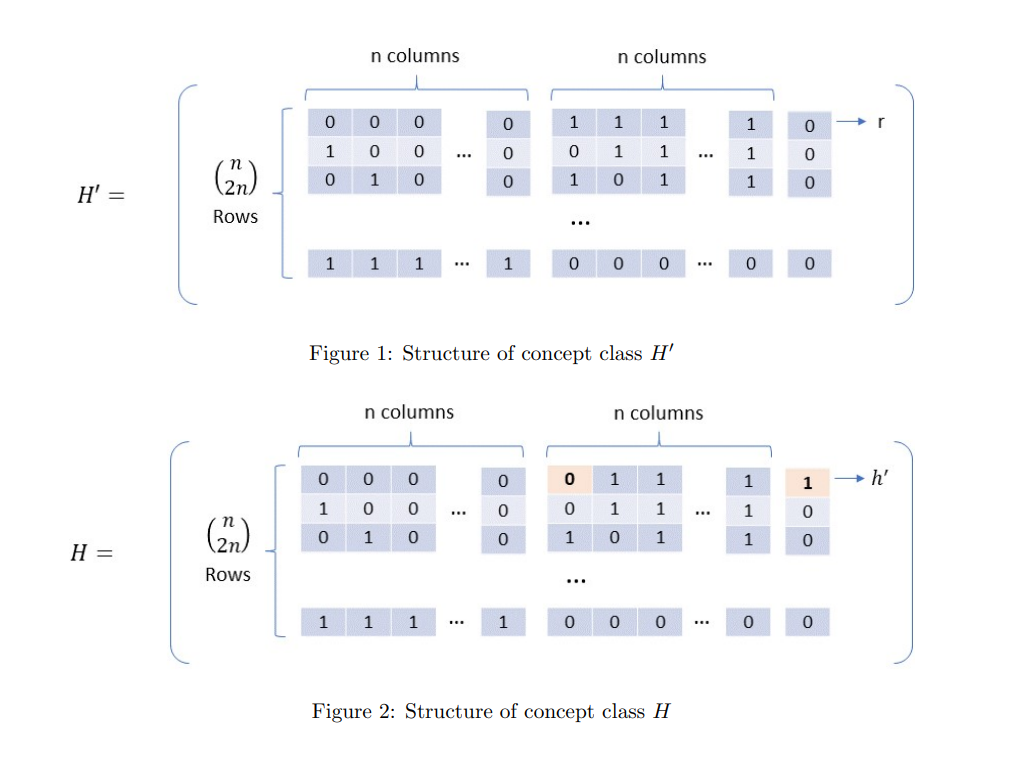 n columns n columns
0 0 0 0 1 1 1 1 0 r
1 0 0 ... 0 0 1 1 ... 1 0
0 1 0 0 1 0 1 1 0
H′ =
(n
2n)
Rows
...
1 1 1 ... 1 0 0 0 ... 0 0
Figure 1: Structure of concept class H′
n columns n columns
0 0 0 0 0 1 1 1 1 h′
1 0 0 ... 0 0 1 1 ... 1 0
0 1 0 0 1 0 1 1 0
H =
(n
2n)
Rows
...
1 1 1 ... 1 0 0 0 ... 0 0
Figure 2: Structure of concept class H